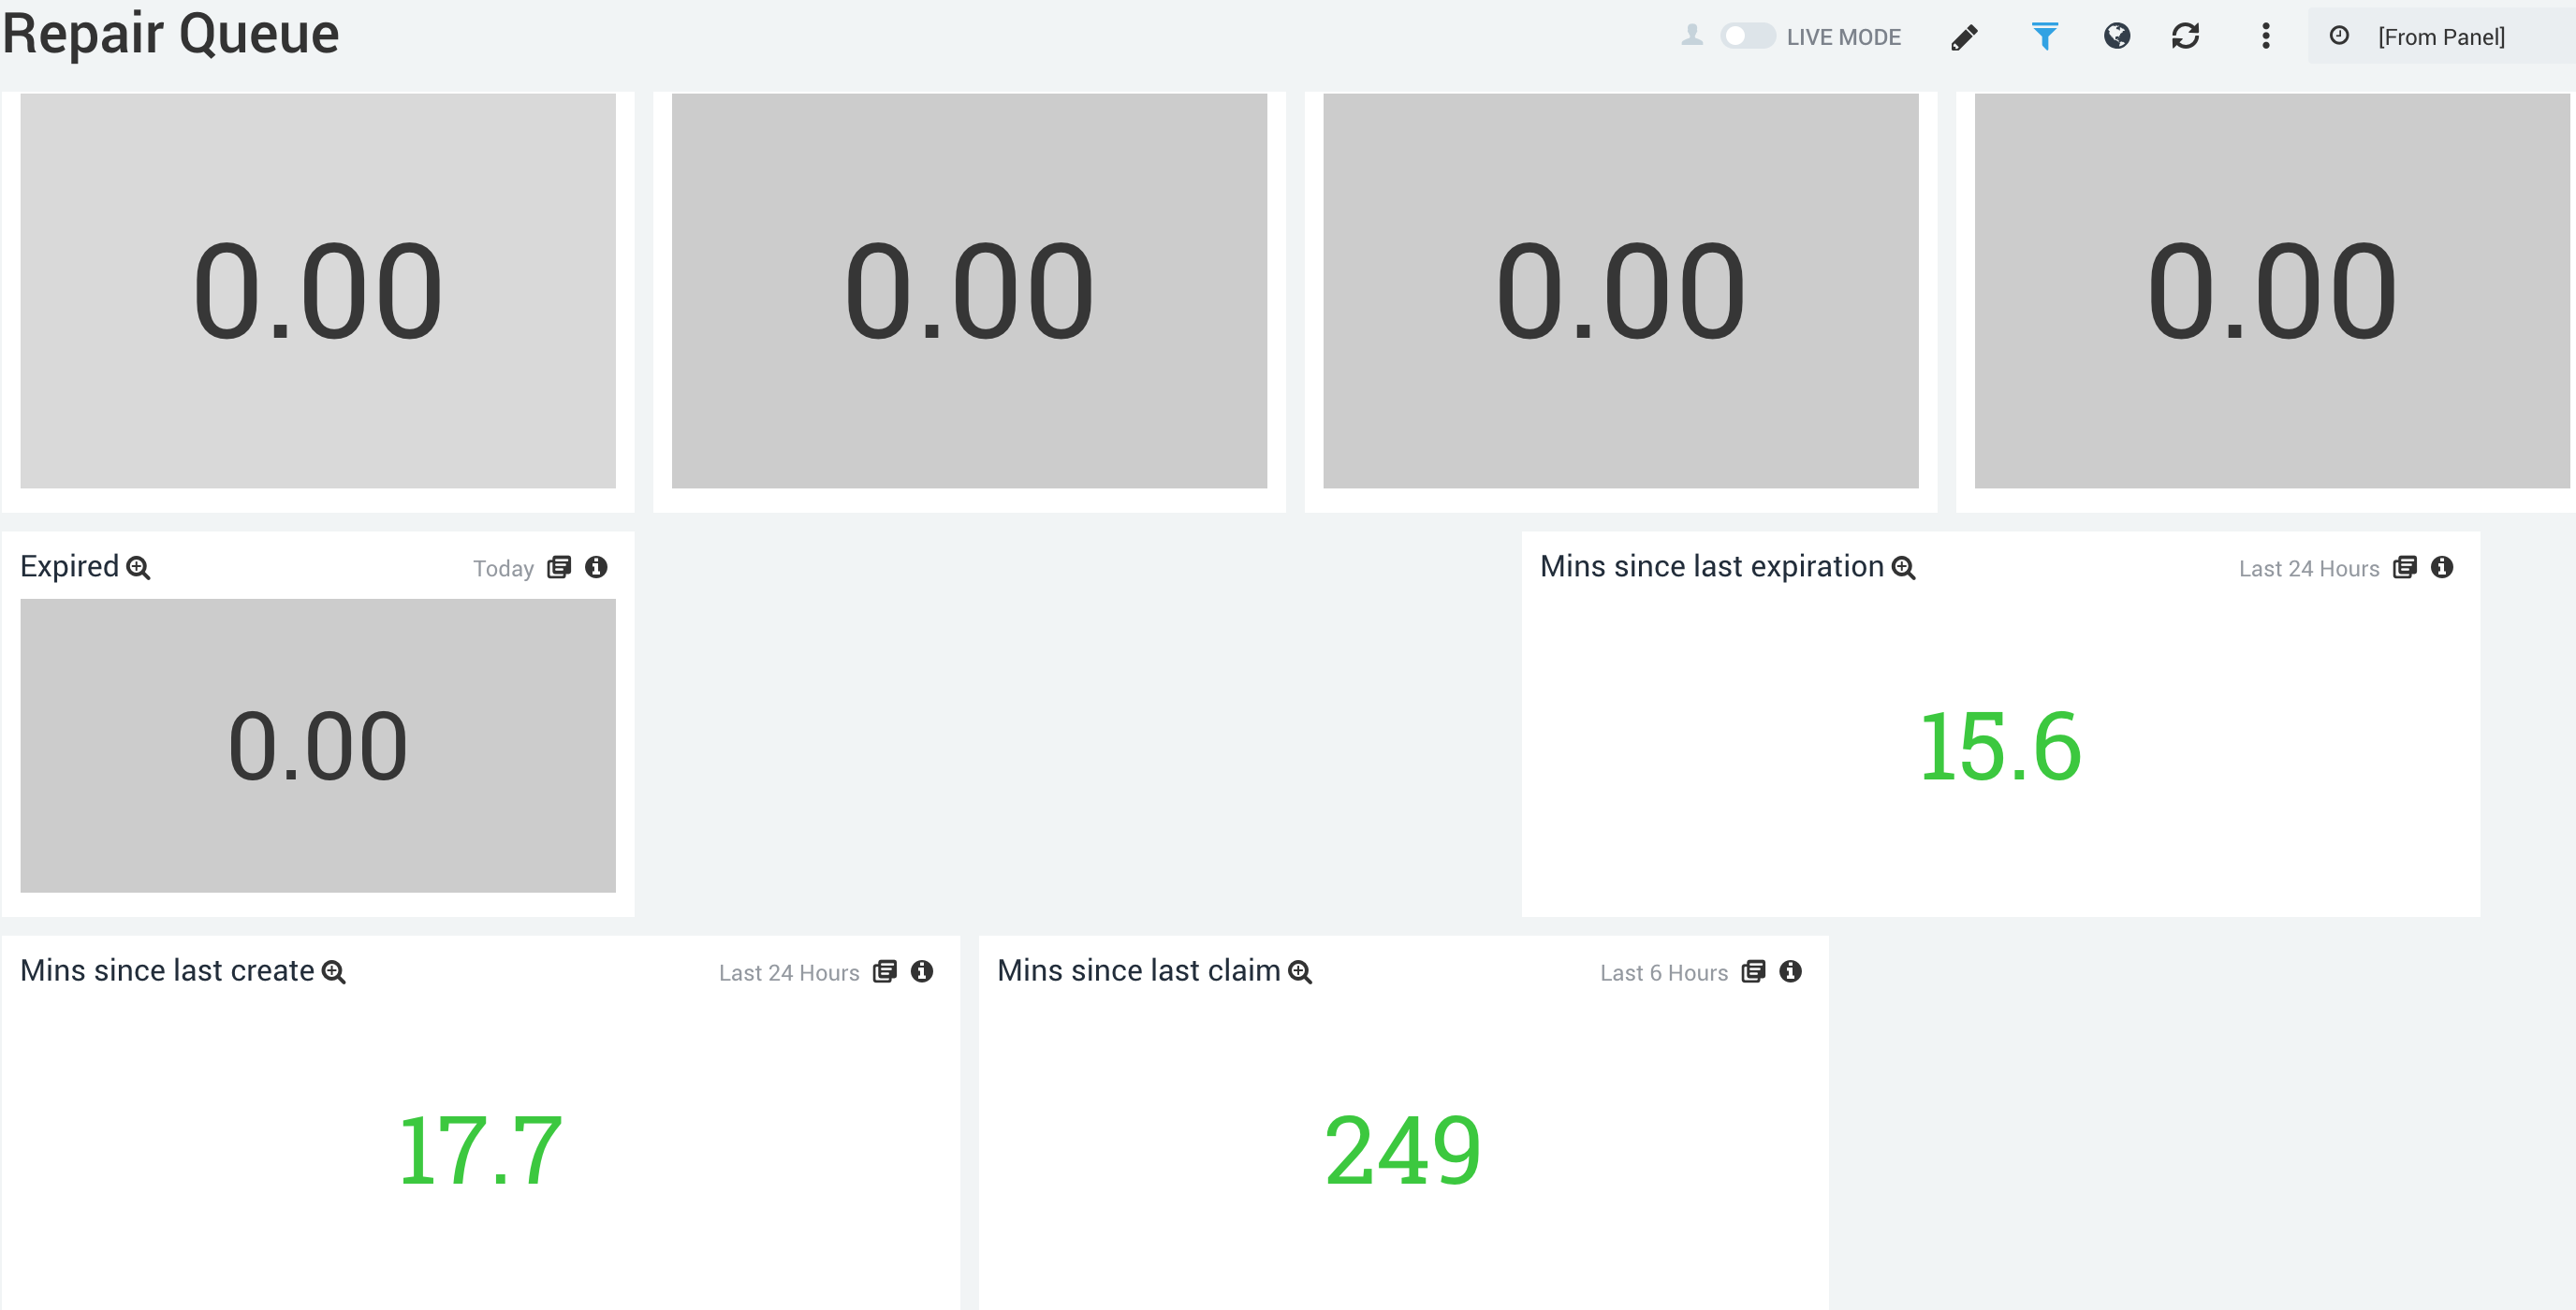 Repair Queue
LIVE MODE
[From Panel]
0.00
0.00
0.00
0.00
Expired
Today
0.00
Mins since last expiration
Last 24 Hours
15.6
Mins since last create
Last 24 Hours
17.7
Mins since last claim
Last 6 Hours
249